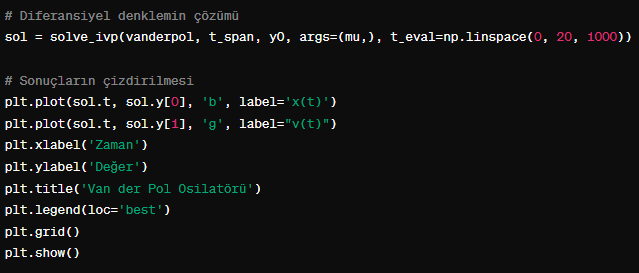 # Diferansiyel denklemin çözümü
sol = solve_ivp(vanderpol, t_span, y0, args=(mu,), t_eval=np.linspace(0, 20, 1000))
# Sonuçların çizdirilmesi
plt.plot(sol.t, sol.y[0], 'b', label='x(t)')
plt.plot(sol.t, sol.y[1], 'g', label="v(t)")
plt.xlabel('Zaman')
plt.ylabel('Değer')
plt.title('Van der Pol Osilatörü')
plt.legend(loc='best')
plt.grid()
plt.show()